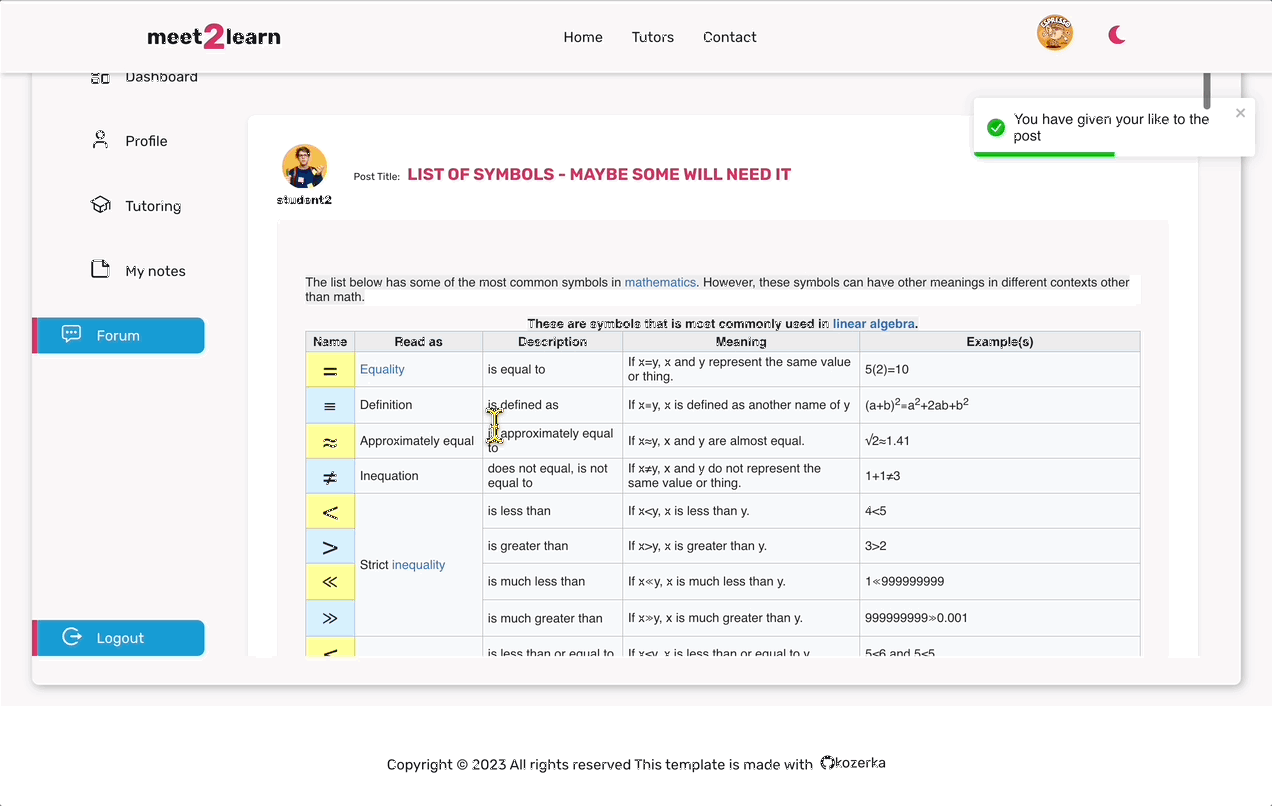 meet2learn
Home Tutors Contact
ESPRESSO
Dashboard
You have given your like to the
post
Profile
Post Title: LIST OF SYMBOLS - MAYBE SOME WILL NEED IT
student2
Tutoring
My notes
The list below has some of the most common symbols in mathematics. However, these symbols can have other meanings in different contexts other
than math.
Forum
These are symbols that is most commonly used in linear algebra.
Name Read as Description Meaning Example(s)
= Equality is equal to If x=y, x and y represent the same value
or thing. 5(2)=10
≡ Definition is defined as If x=y, x is defined as another name of y (a+b)²=a²+2ab+b²
≈ Approximately equal is approximately equal
to If x≈y, x and y are almost equal. √2≈1.41
≠ Inequation does not equal, is not
equal to If x≠y, x and y do not represent the
same value or thing. 1+1≠3
< is less than If x<y, x is less than y. 4<5
> is greater than If x>y, x is greater than y. 3>2
Strict inequality
≪ is much less than If x≪y, x is much less than y. 1≪999999999
≫ is much greater than If x≫y, x is much greater than y. 999999999≫0.001
≤ is less than or equal to If x≤y, x is less than or equal to y 5≤6 and 5≤5
Logout
Copyright © 2023 All rights reserved This template is made with kozerka